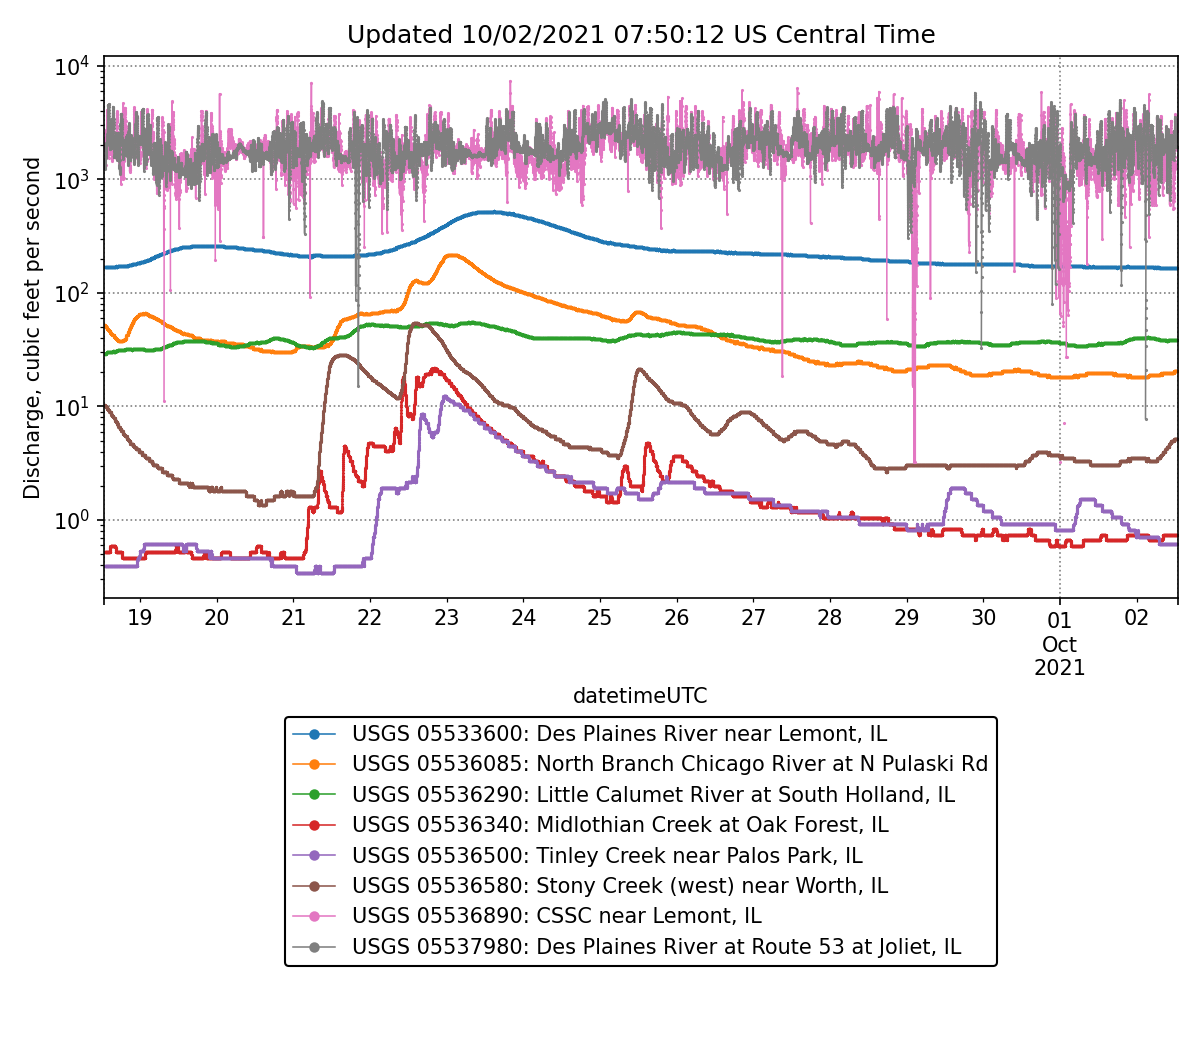 Updated 10/02/2021 07:50:12 US Central Time
Discharge, cubic feet per second
10^4
10^3
10^2
10^1
10^0
19 20 21 22 23 24 25 26 27 28 29 30 01 02
Oct
2021
datetimeUTC
USGS 05533600: Des Plaines River near Lemont, IL
USGS 05536085: North Branch Chicago River at N Pulaski Rd
USGS 05536290: Little Calumet River at South Holland, IL
USGS 05536340: Midlothian Creek at Oak Forest, IL
USGS 05536500: Tinley Creek near Palos Park, IL
USGS 05536580: Stony Creek (west) near Worth, IL
USGS 05536890: CSSC near Lemont, IL
USGS 05537980: Des Plaines River at Route 53 at Joliet, IL